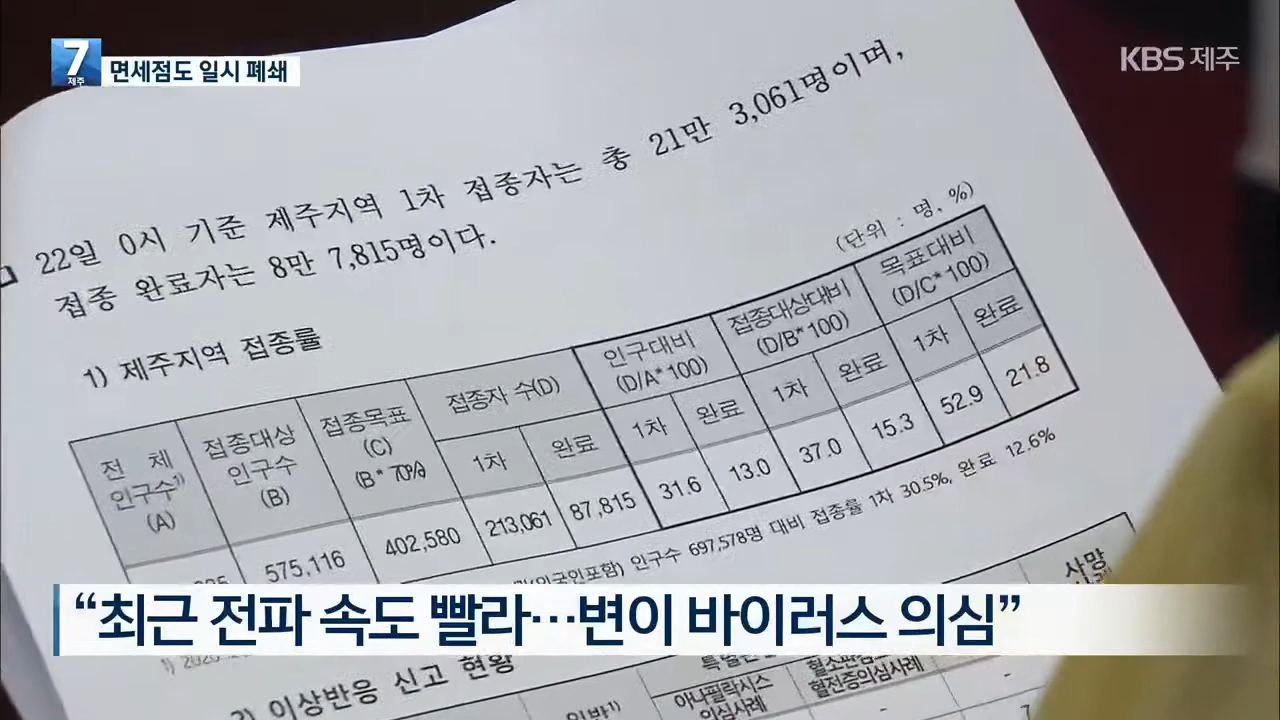 7
제주
면세점도 일시 폐쇄
KBS 제주
22일 0시 기준 제주지역 1차 접종자는 총 21만 3,061명이며,
접종 완료자는 8만 7,815명이다.
1) 제주지역 접종률
(단위 : 명, %)
전 체 인구수1) (A)
접종대상 인구수 (B)
접종목표 (C) (B*70%)
접종자 수(D)
인구대비 (D/A*100)
접종대상대비 (D/B*100)
목표대비 (D/C*100)
1차 완료 1차 완료 1차 완료 1차 완료
575,116 402,580 213,061 87,815 31.6 13.0 37.0 15.3 52.9 21.8
인구수 697,578명 대비 접종률 1차 30.5%, 완료 12.6%
“최근 전파 속도 빨라…변이 바이러스 의심”
이상반응 신고 현황
아나필락시스 의심사례
혈전증의심사례
사망
-
-
7